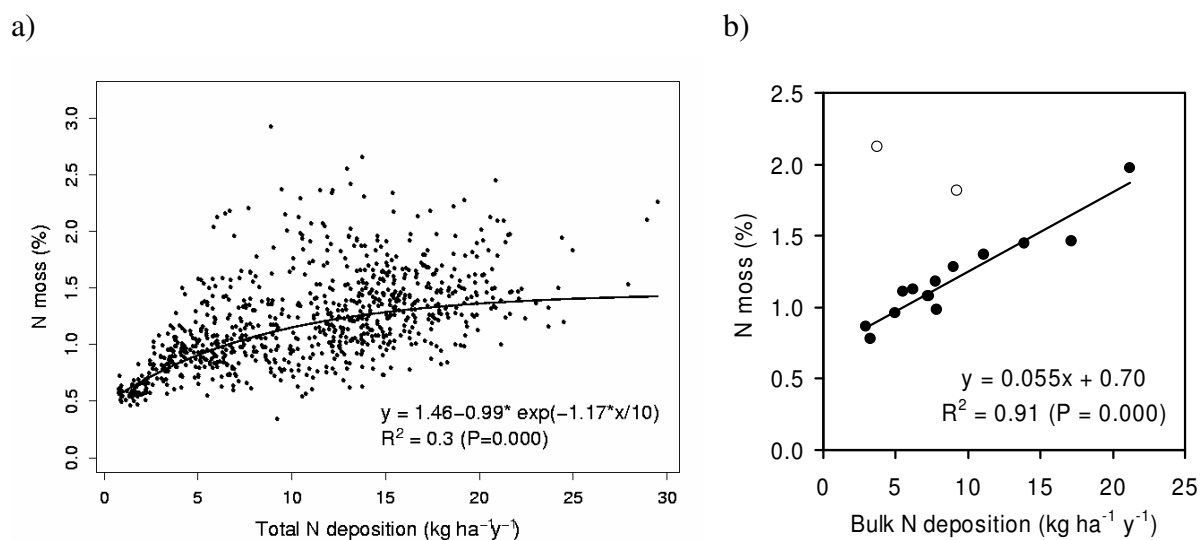 a)
N moss (%)
3.0
2.5
2.0
1.5
1.0
0.5
0.0
y = 1.46−0.99* exp(−1.17*x/10)
R² = 0.3 (P=0.000)
0 5 10 15 20 25 30
Total N deposition (kg ha⁻¹y⁻¹)
b)
N moss (%)
2.5
2.0
1.5
1.0
0.5
0.0
y = 0.055x + 0.70
R² = 0.91 (P = 0.000)
0 5 10 15 20 25
Bulk N deposition (kg ha⁻¹ y⁻¹)